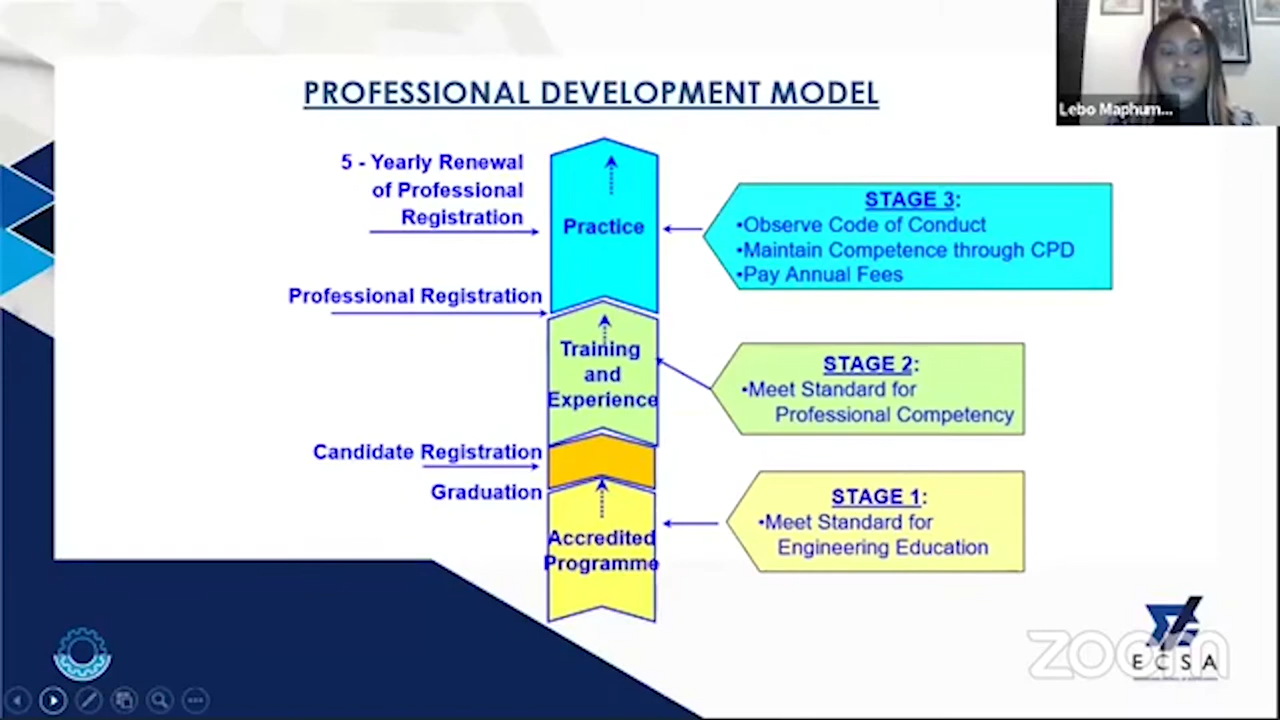 Lebo Maphum...
PROFESSIONAL DEVELOPMENT MODEL
5 - Yearly Renewal
of Professional
Registration
Practice
STAGE 3:
•Observe Code of Conduct
•Maintain Competence through CPD
•Pay Annual Fees
Professional Registration
Training
and
Experience
STAGE 2:
•Meet Standard for
Professional Competency
Candidate Registration
Graduation
Accredited
Programme
STAGE 1:
•Meet Standard for
Engineering Education
zoom
ECSA